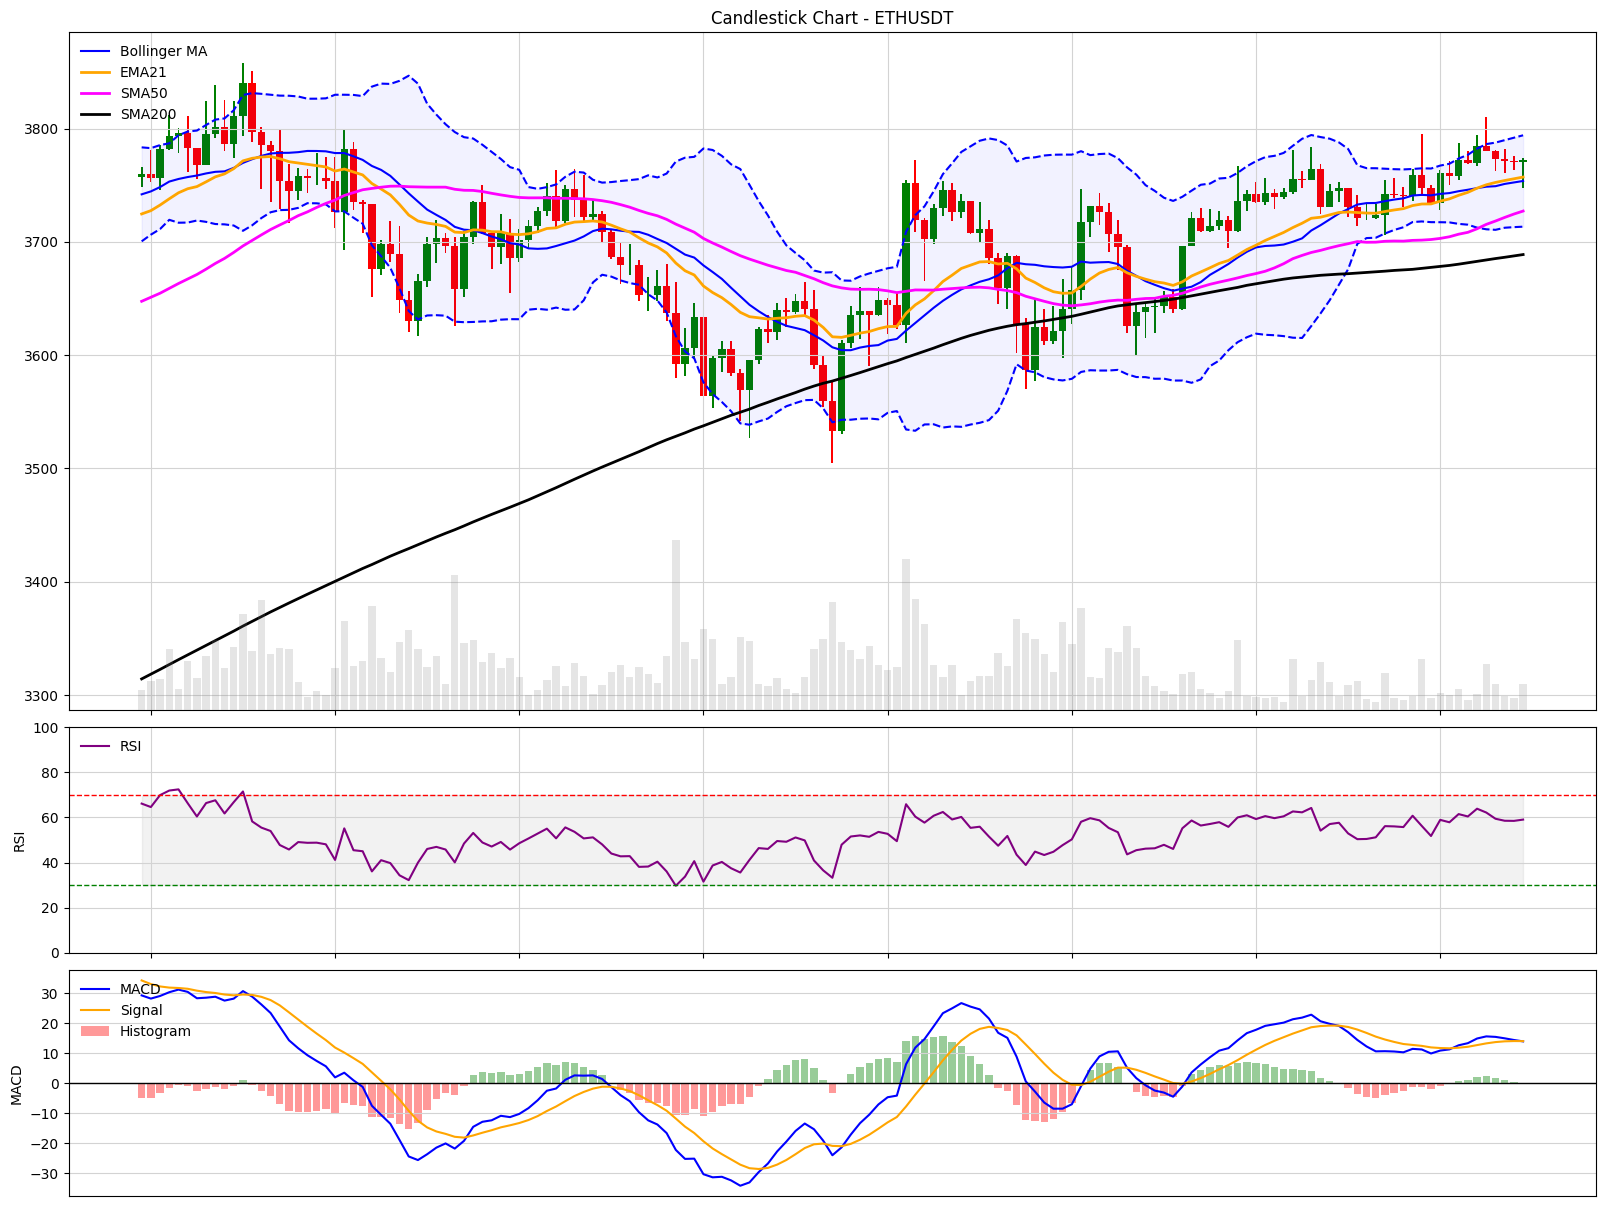 Candlestick Chart - ETHUSDT
Bollinger MA
EMA21
SMA50
SMA200
3800
3700
3600
3500
3400
3300
RSI
100
80
60
40
20
0
RSI
MACD
Signal
Histogram
30
20
10
0
−10
−20
−30
MACD